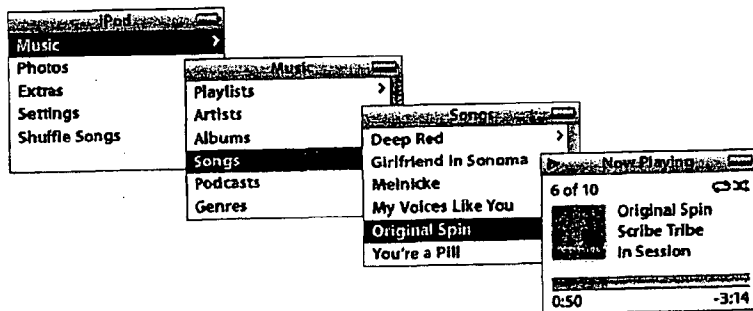 iPod
Music >
Photos
Extras
Settings
Shuffle Songs
Music
Playlists >
Artists
Albums
Songs
Podcasts
Genres
Songs
Deep Red >
Girlfriend In Sonoma
Melnicke
My Voices Like You
Original Spin
You're a Pill
Now Playing
6 of 10
Original Spin
Scribe Tribe
In Session
0:50 -3:14